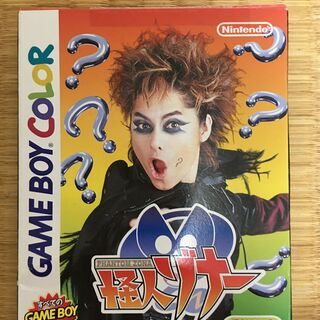 Nintendo
GAME BOY COLOR
PHANTOM ZONA
怪人ゾナー
GAME BOY